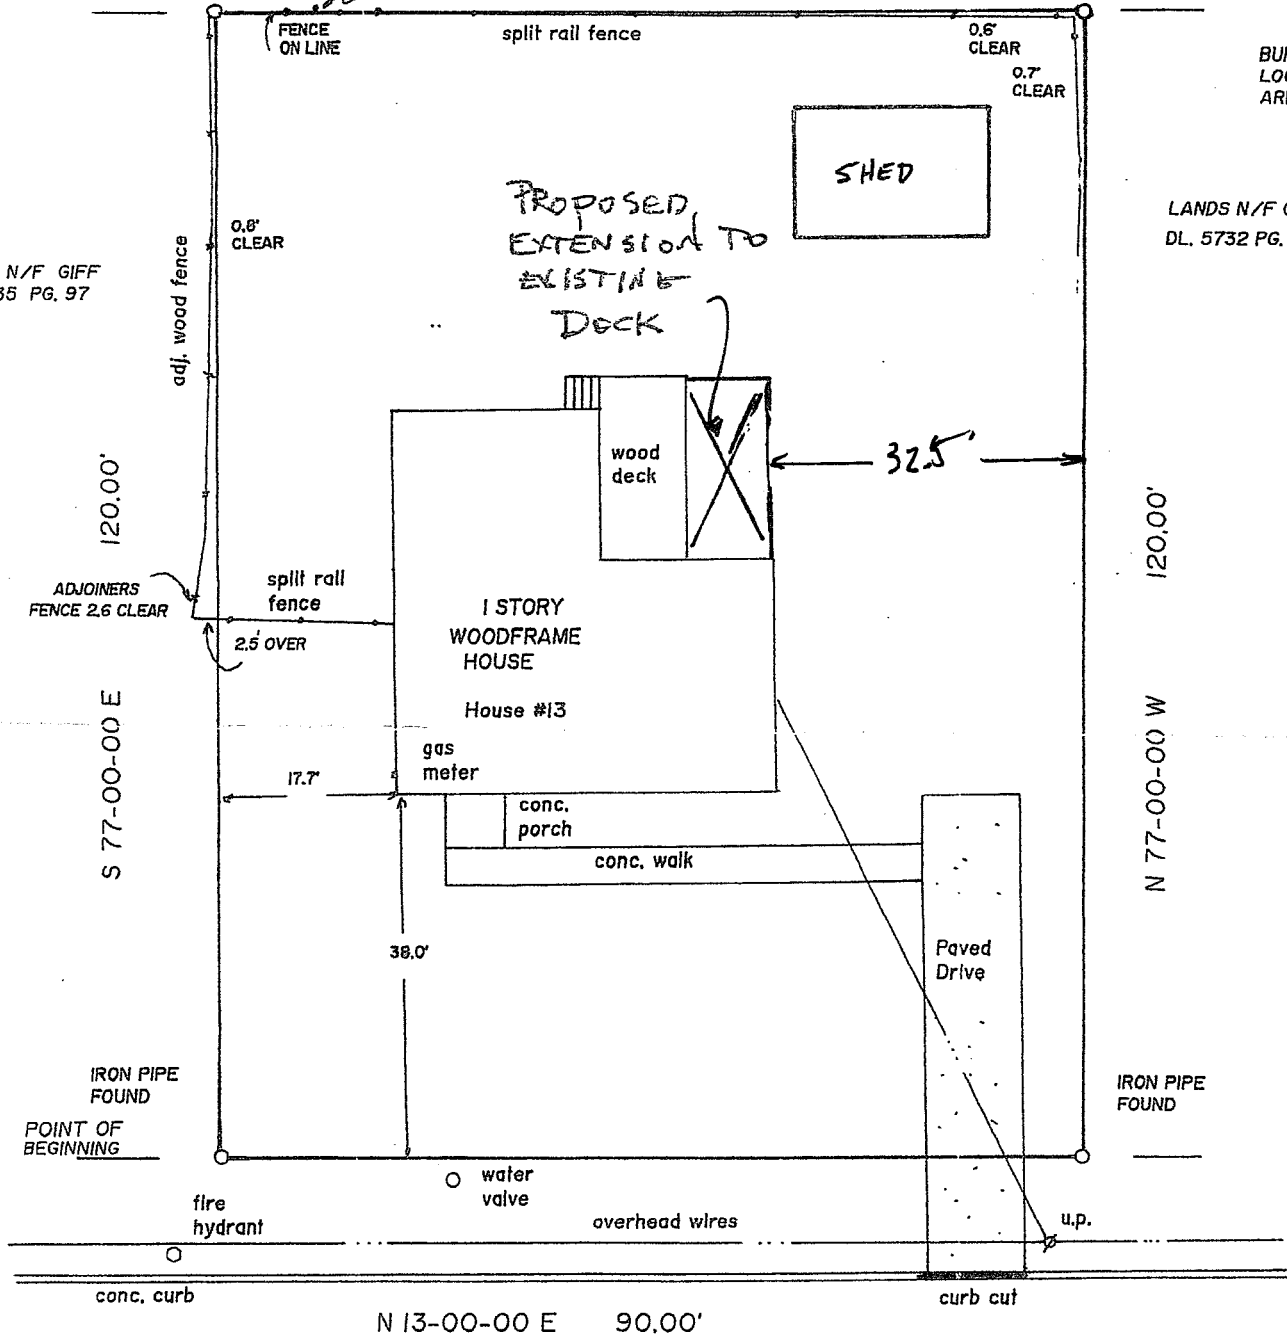 FENCE
ON LINE
split rail fence
0.6'
CLEAR
0.7'
CLEAR
SHED
PROPOSED
EXTENSION TO
EXISTING
DECK
0.8'
CLEAR
LANDS N/F
DL. 5732 PG.
N/F GIFF
35 PG. 97
adj. wood fence
wood
deck
32.5'
120.00'
120.00'
ADJOINERS
FENCE 2.6 CLEAR
split rail
fence
2.5' OVER
1 STORY
WOODFRAME
HOUSE
House #13
S 77-00-00 E
N 77-00-00 W
gas
meter
17.7'
conc.
porch
conc. walk
38.0'
Paved
Drive
IRON PIPE
FOUND
IRON PIPE
FOUND
POINT OF
BEGINNING
water
valve
fire
hydrant
overhead wires
u.p.
conc. curb
curb cut
N 13-00-00 E 90.00'